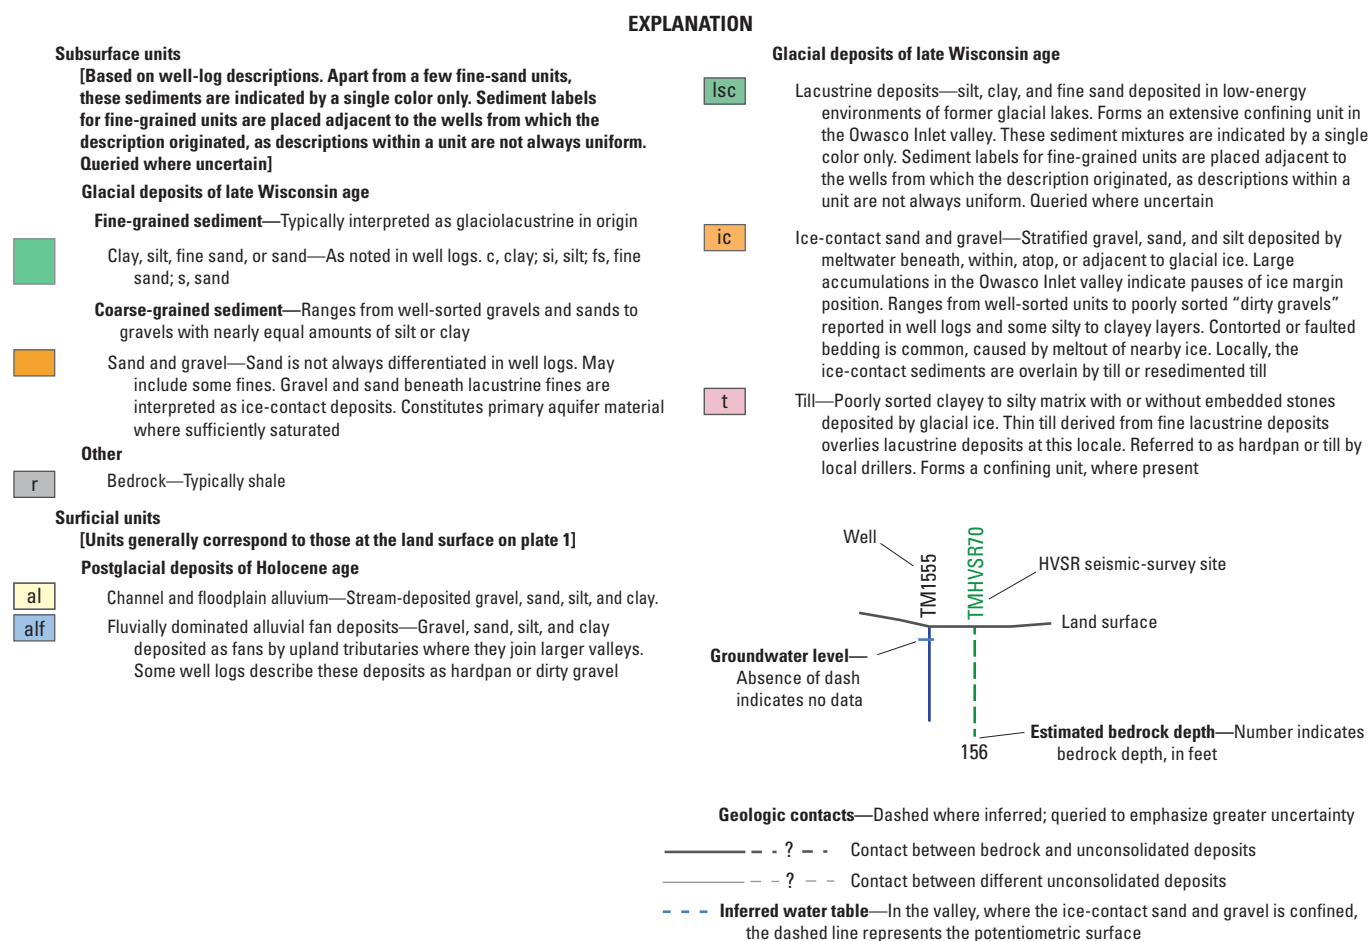 EXPLANATION
Subsurface units
[Based on well-log descriptions. Apart from a few fine-sand units,
these sediments are indicated by a single color only. Sediment labels
for fine-grained units are placed adjacent to the wells from which the
description originated, as descriptions within a unit are not always uniform.
Queried where uncertain]
Glacial deposits of late Wisconsin age
Fine-grained sediment—Typically interpreted as glaciolacustrine in origin
Clay, silt, fine sand, or sand—As noted in well logs. c, clay; si, silt; fs, fine
sand; s, sand
Coarse-grained sediment—Ranges from well-sorted gravels and sands to
gravels with nearly equal amounts of silt or clay
Sand and gravel—Sand is not always differentiated in well logs. May
include some fines. Gravel and sand beneath lacustrine fines are
interpreted as ice-contact deposits. Constitutes primary aquifer material
where sufficiently saturated
Other
r Bedrock—Typically shale
Surficial units
[Units generally correspond to those at the land surface on plate 1]
Postglacial deposits of Holocene age
al Channel and floodplain alluvium—Stream-deposited gravel, sand, silt, and clay.
alf Fluvially dominated alluvial fan deposits—Gravel, sand, silt, and clay
deposited as fans by upland tributaries where they join larger valleys.
Some well logs describe these deposits as hardpan or dirty gravel
Glacial deposits of late Wisconsin age
lsc Lacustrine deposits—silt, clay, and fine sand deposited in low-energy
environments of former glacial lakes. Forms an extensive confining unit in
the Owasco Inlet valley. These sediment mixtures are indicated by a single
color only. Sediment labels for fine-grained units are placed adjacent to
the wells from which the description originated, as descriptions within a
unit are not always uniform. Queried where uncertain
ic Ice-contact sand and gravel—Stratified gravel, sand, and silt deposited by
meltwater beneath, within, atop, or adjacent to glacial ice. Large
accumulations in the Owasco Inlet valley indicate pauses of ice margin
position. Ranges from well-sorted units to poorly sorted “dirty gravels”
reported in well logs and some silty to clayey layers. Contorted or faulted
bedding is common, caused by meltout of nearby ice. Locally, the
ice-contact sediments are overlain by till or resedimented till
t Till—Poorly sorted clayey to silty matrix with or without embedded stones
deposited by glacial ice. Thin till derived from fine lacustrine deposits
overlies lacustrine deposits at this locale. Referred to as hardpan or till by
local drillers. Forms a confining unit, where present
Well
TM1555
TMHVSR70
HVSR seismic-survey site
Land surface
Groundwater level—
Absence of dash
indicates no data
Estimated bedrock depth—Number indicates
bedrock depth, in feet
156
Geologic contacts—Dashed where inferred; queried to emphasize greater uncertainty
? Contact between bedrock and unconsolidated deposits
? Contact between different unconsolidated deposits
Inferred water table—In the valley, where the ice-contact sand and gravel is confined,
the dashed line represents the potentiometric surface